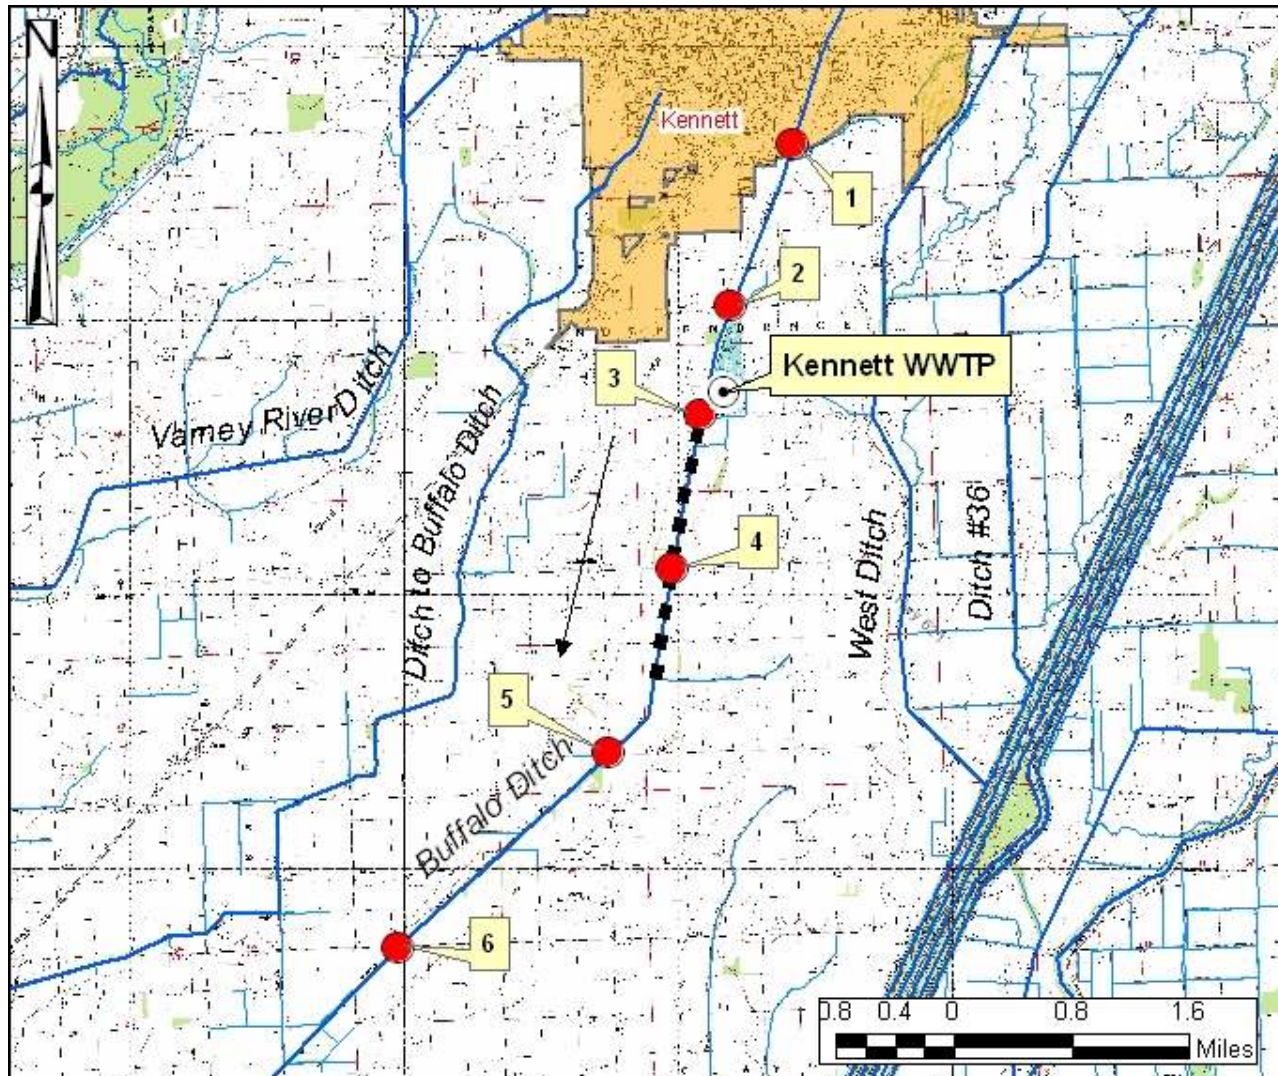 N
Kennett
1
2
Kennett WWTP
3
Varney River Ditch
Ditch to Buffalo Ditch
4
West Ditch
Ditch #36
5
Buffalo Ditch
6
0.8 0.4 0 0.8 1.6
Miles